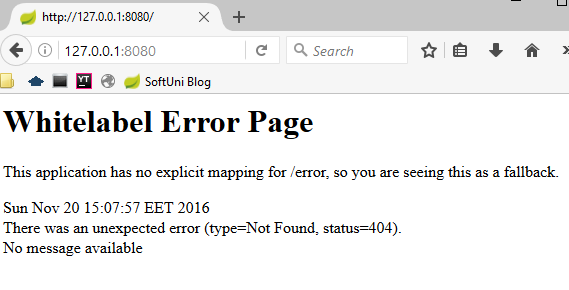 http://127.0.0.1:8080/
127.0.0.1:8080
Search
YT
SoftUni Blog
Whitelabel Error Page
This application has no explicit mapping for /error, so you are seeing this as a fallback.
Sun Nov 20 15:07:57 EET 2016
There was an unexpected error (type=Not Found, status=404).
No message available